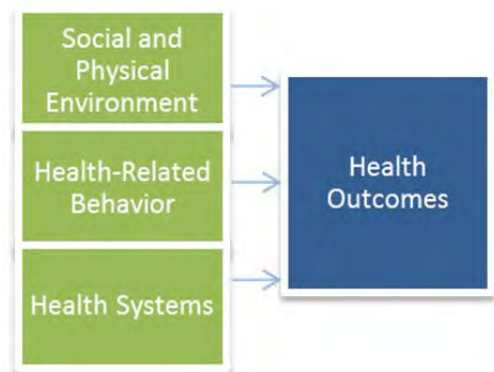 Social and
Physical
Environment
Health-Related
Behavior
Health Systems
Health
Outcomes